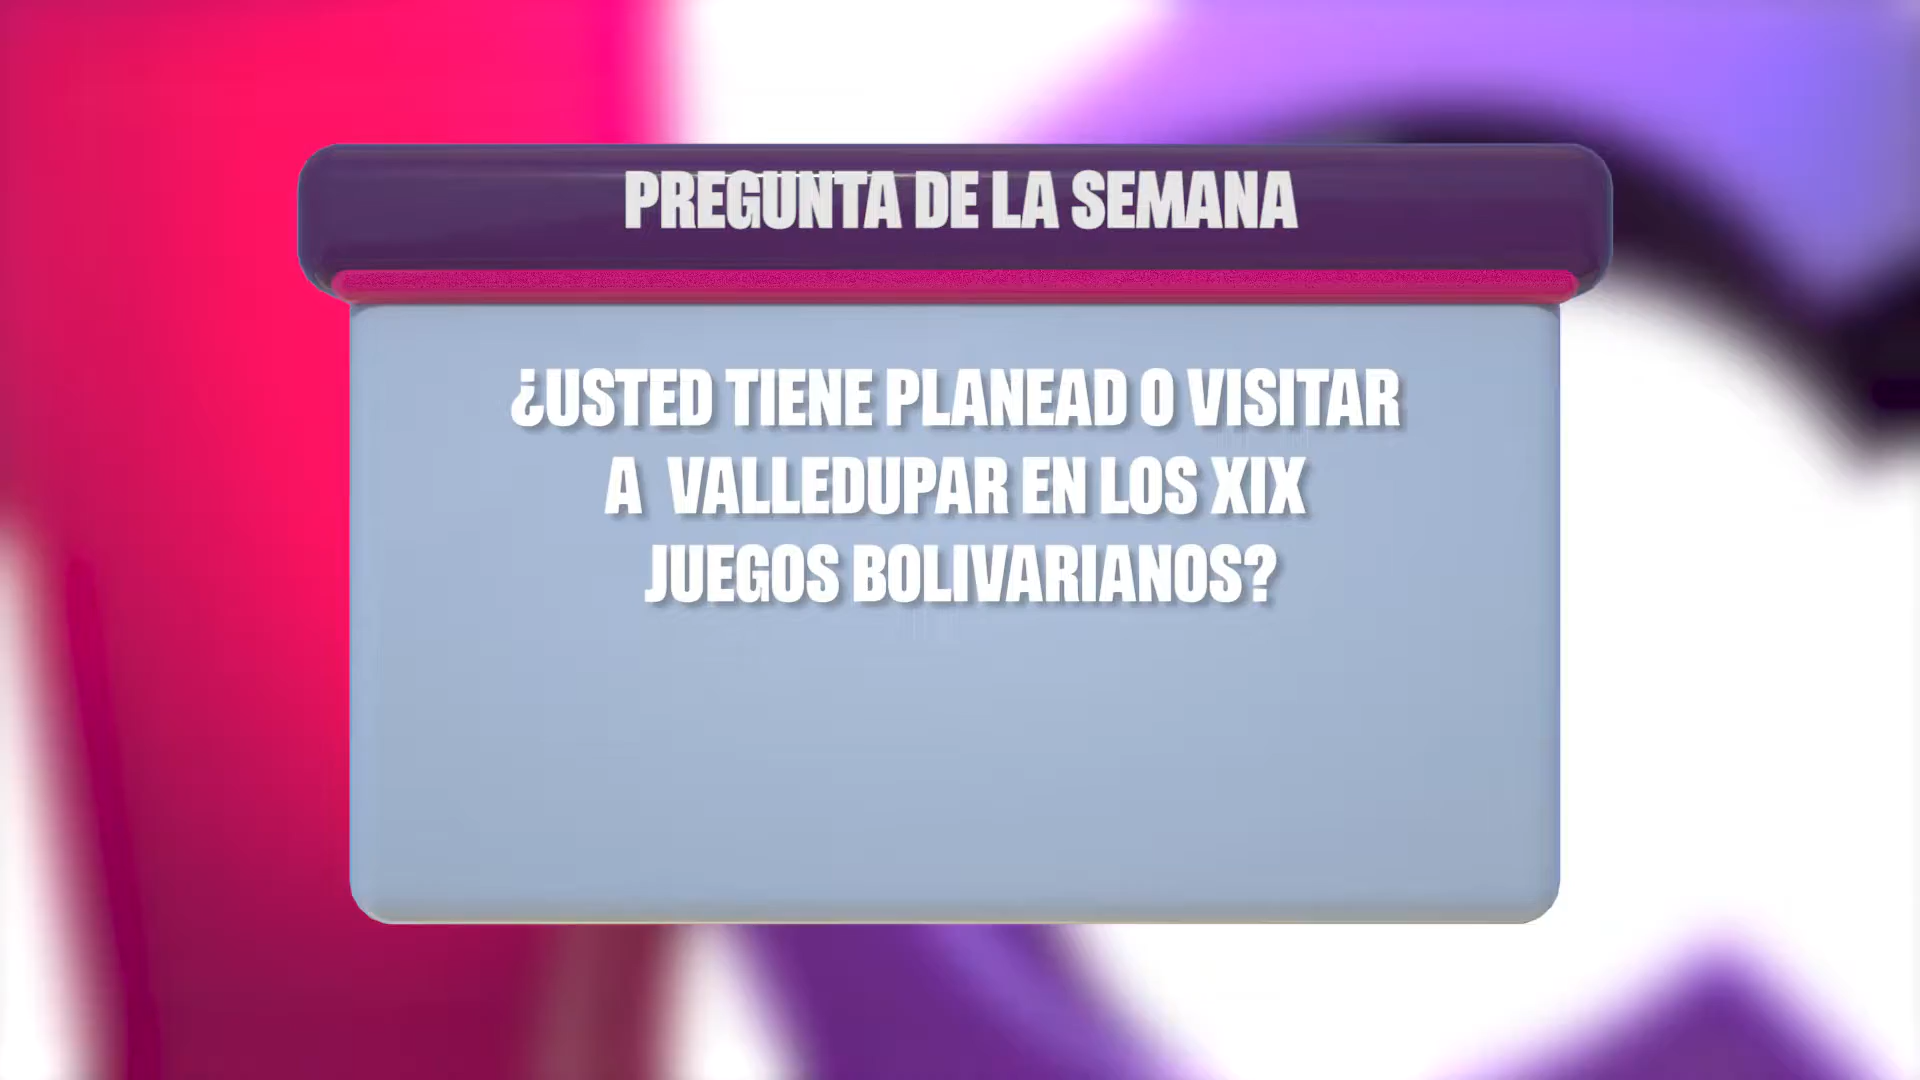 PREGUNTA DE LA SEMANA
¿USTED TIENE PLANEAD O VISITAR
A VALLEDUPAR EN LOS XIX
JUEGOS BOLIVARIANOS?